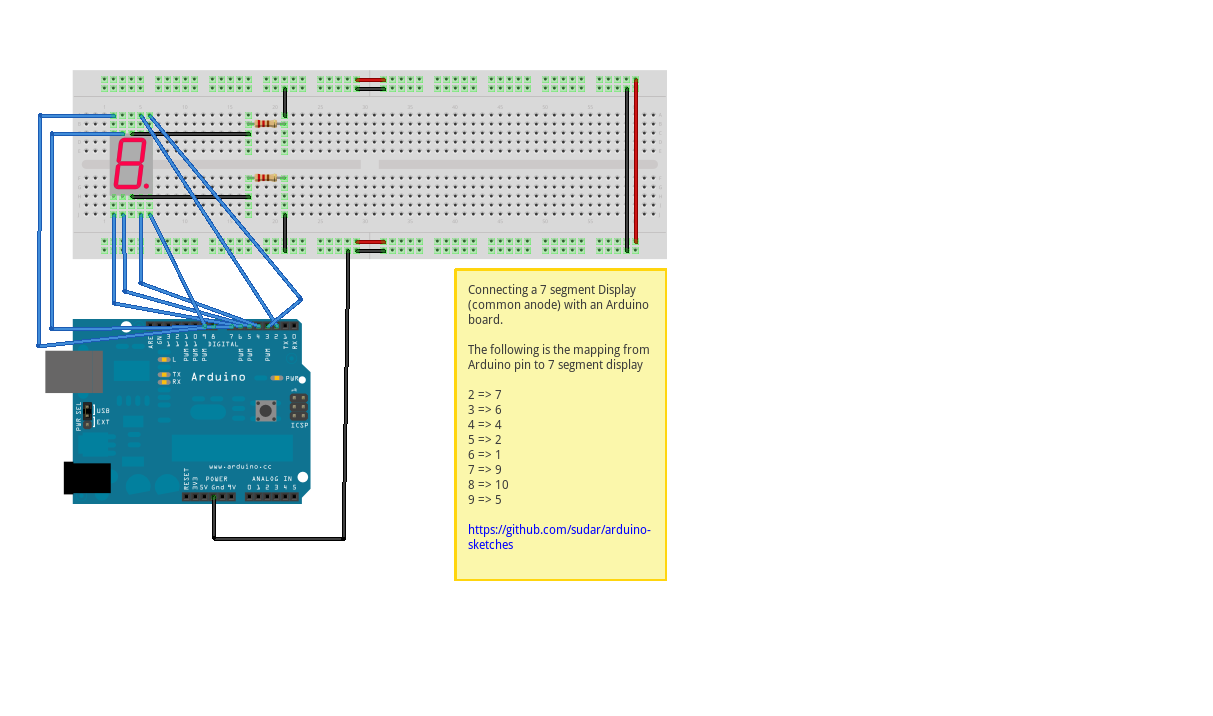 Connecting a 7 segment Display
(common anode) with an Arduino
board.
The following is the mapping from
Arduino pin to 7 segment display
2 => 7
3 => 6
4 => 4
5 => 2
6 => 1
7 => 9
8 => 10
9 => 5
https://github.com/sudar/arduino-
sketches
AREF
GND
13 12 11 10 9 8 7 6 5 4 3 2 1 0
PWM PWM PWM PWM PWM PWM
TX RX
DIGITAL
L
TX
RX
Arduino
PWR
ICSP
PWR SEL
USB
EXT
www.arduino.cc
POWER
ANALOG IN
RESET 3V3 5V Gnd 9V
0 1 2 3 4 5